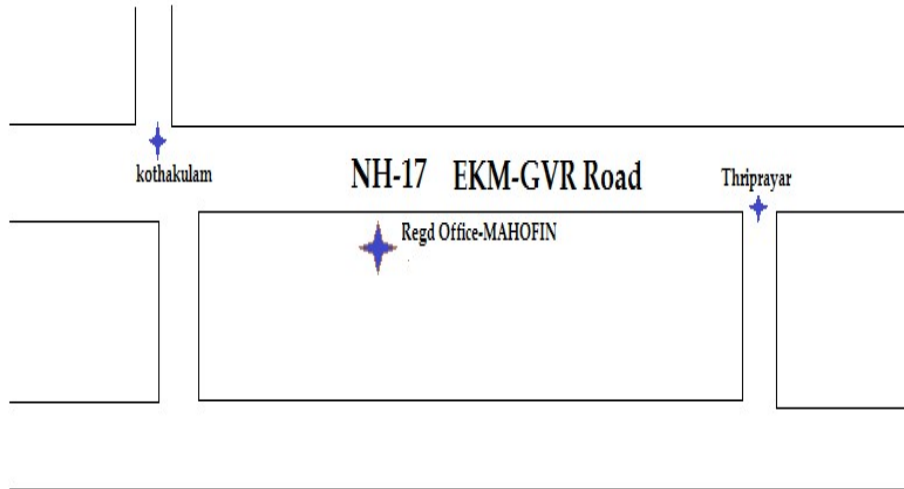 kothakulam
NH-17 EKM-GVR Road
Thriprayar
Regd Office-MAHOFIN